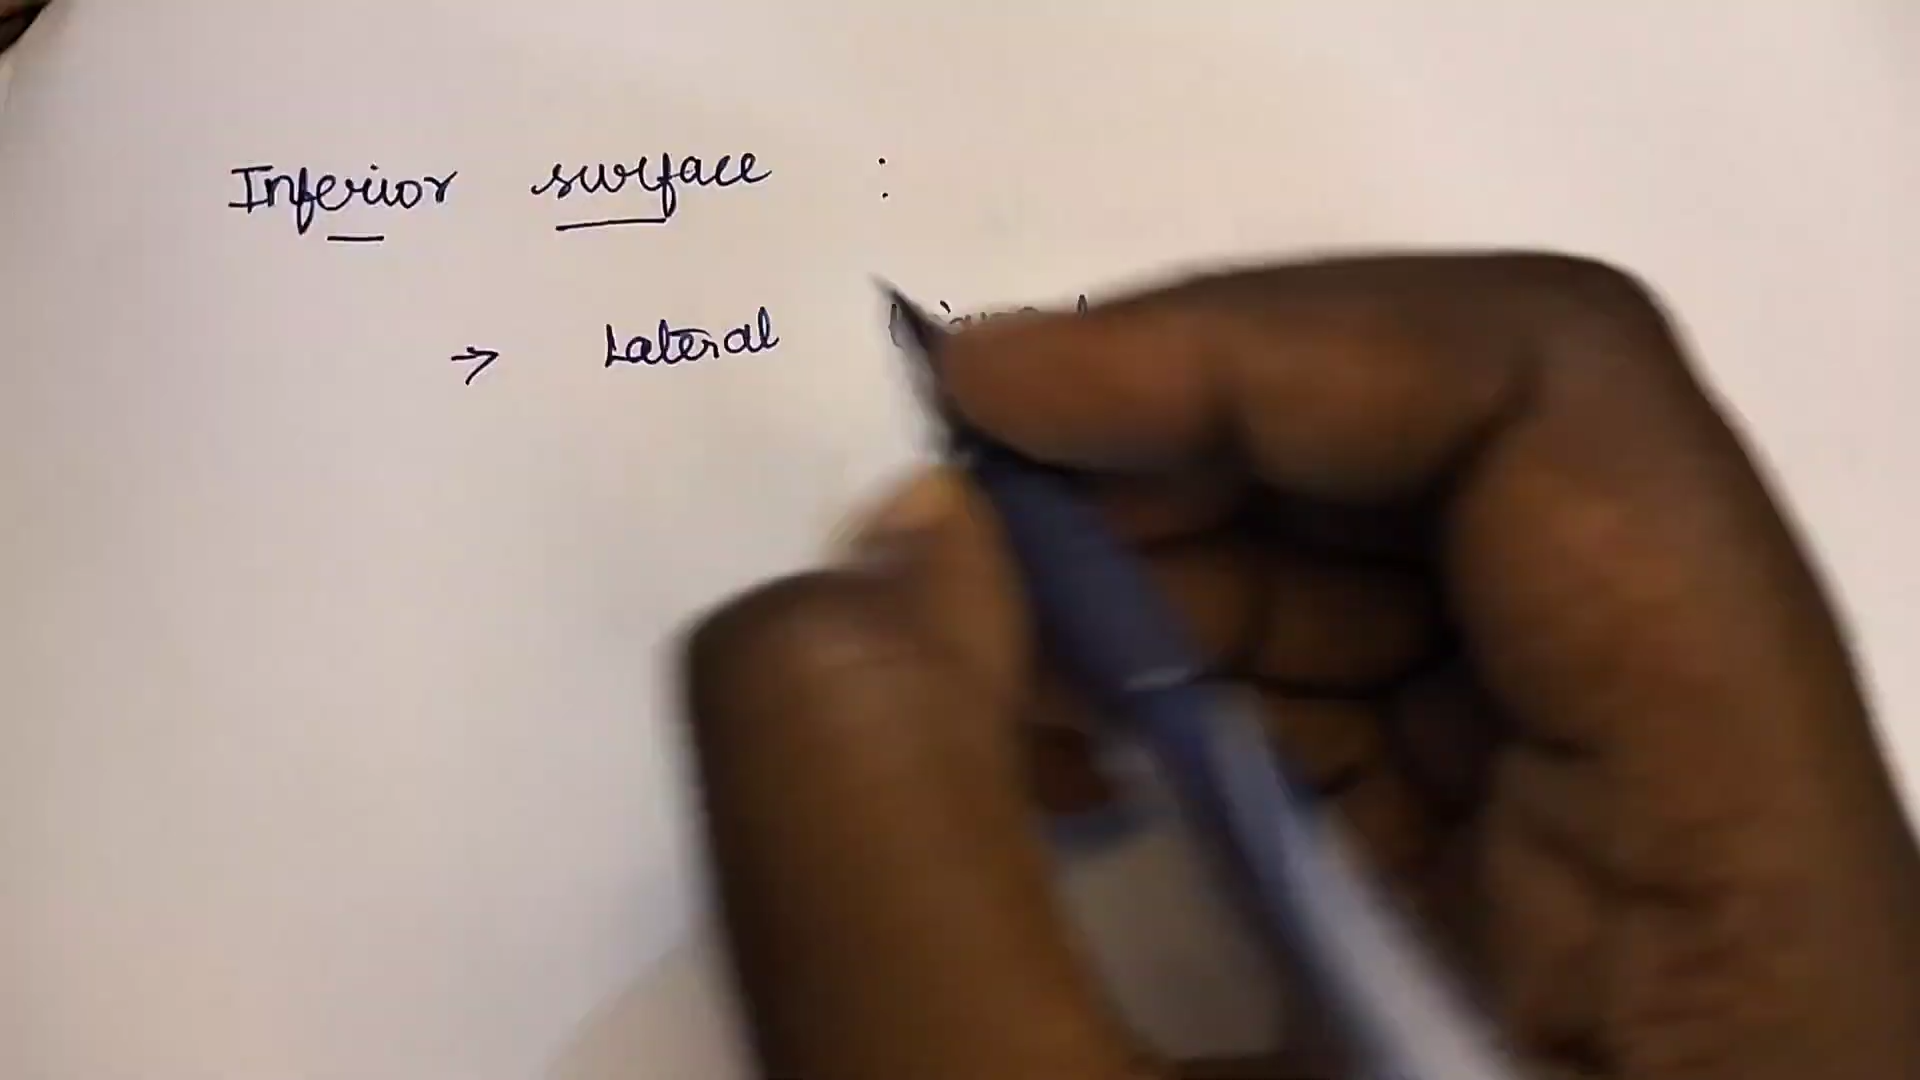 Inferior surface :
→ Lateral